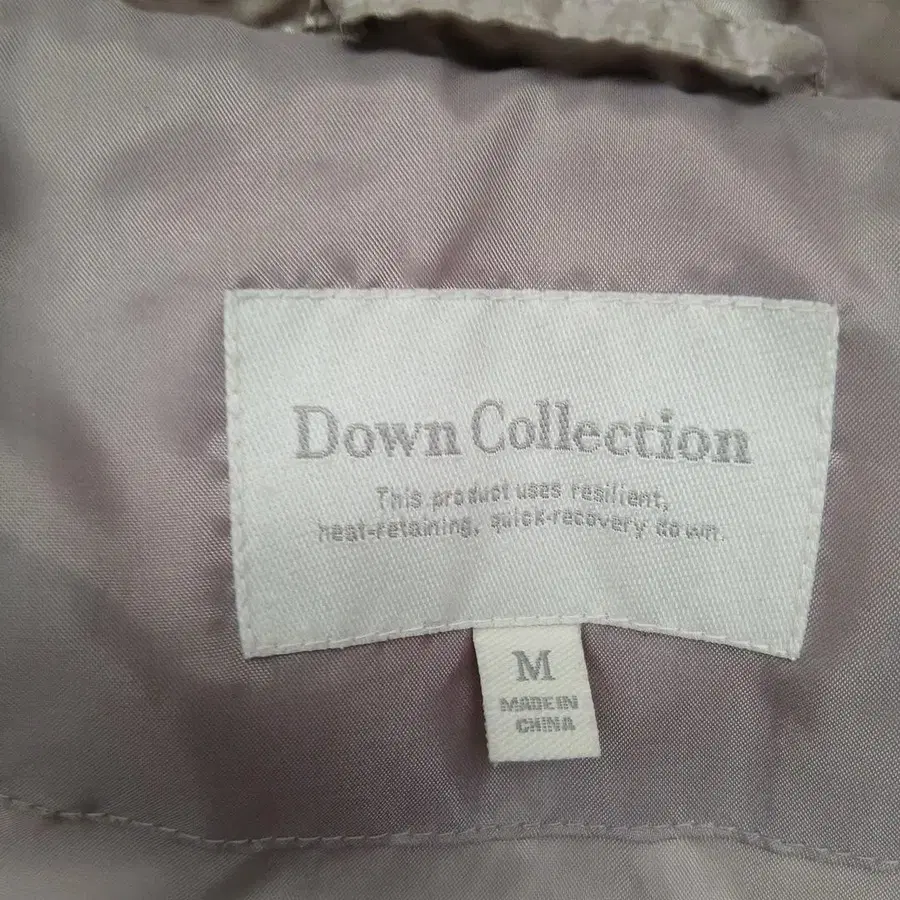 Down Collection
This product uses resilient,
heat-retaining, quick-recovery down.
M
MADE IN
CHINA